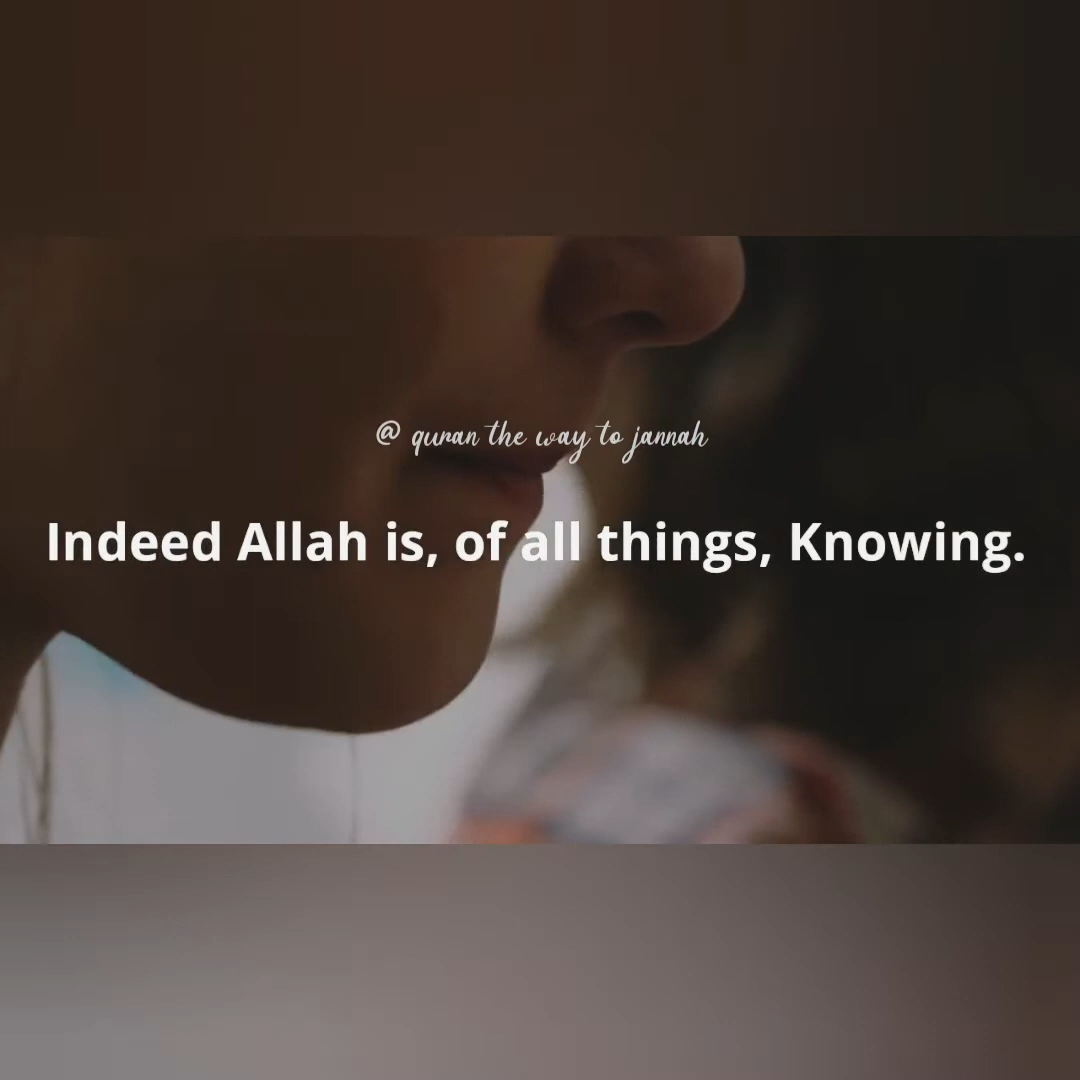 @ quran the way to jannah
Indeed Allah is, of all things, Knowing.